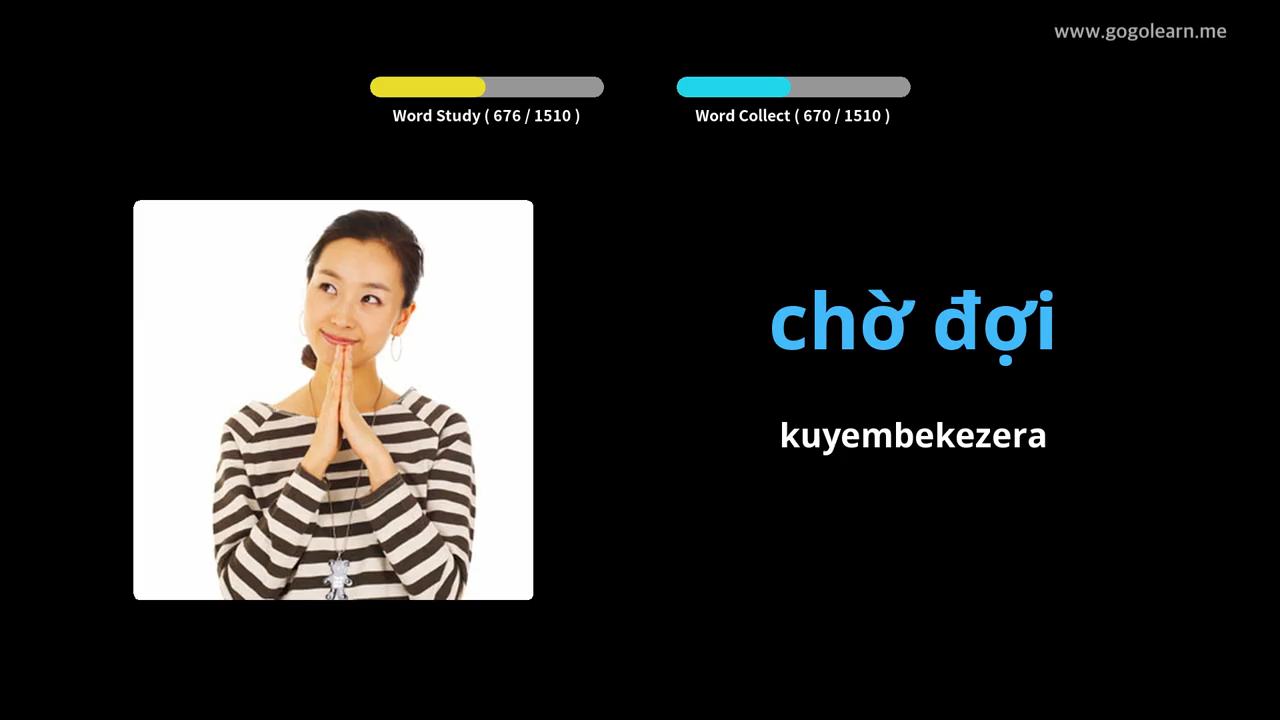 www.gogolearn.me
Word Study ( 676 / 1510 )
Word Collect ( 670 / 1510 )
chờ đợi
kuyembekezera